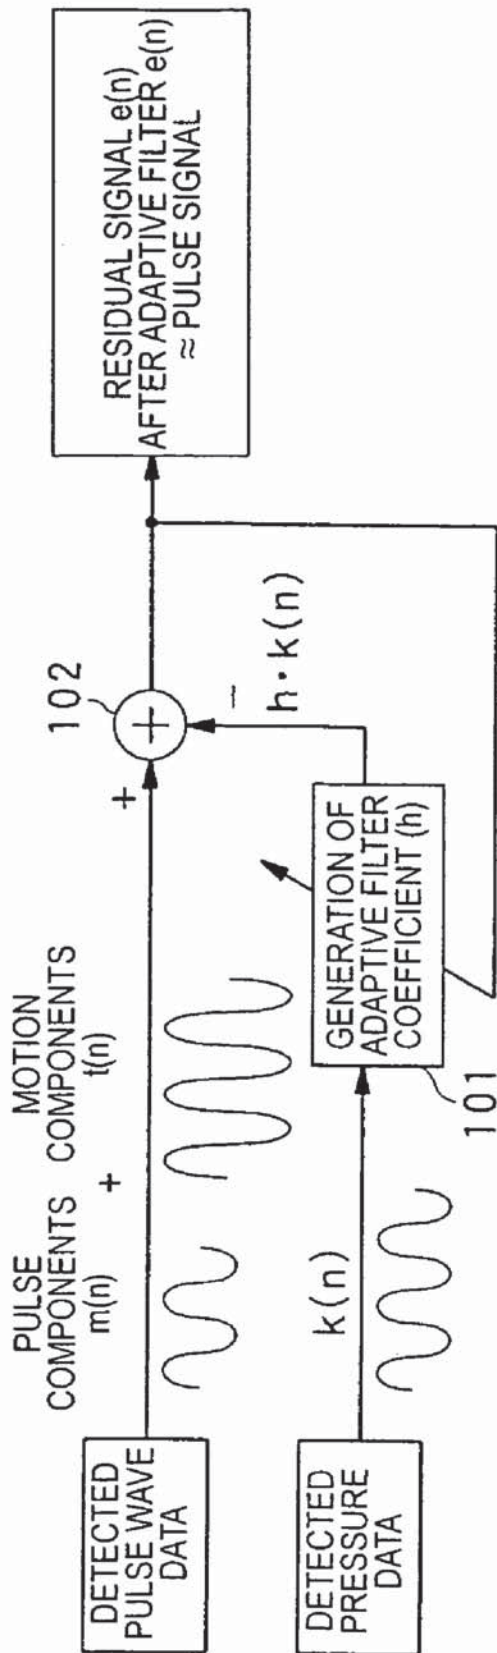 DETECTED
PULSE WAVE
DATA
PULSE
COMPONENTS
m(n)
+
MOTION
COMPONENTS
t(n)
+
102
+
−
h・k(n)
RESIDUAL SIGNAL e(n)
AFTER ADAPTIVE FILTER e(n)
≈ PULSE SIGNAL
DETECTED
PRESSURE
DATA
k(n)
101
GENERATION OF
ADAPTIVE FILTER
COEFFICIENT (h)